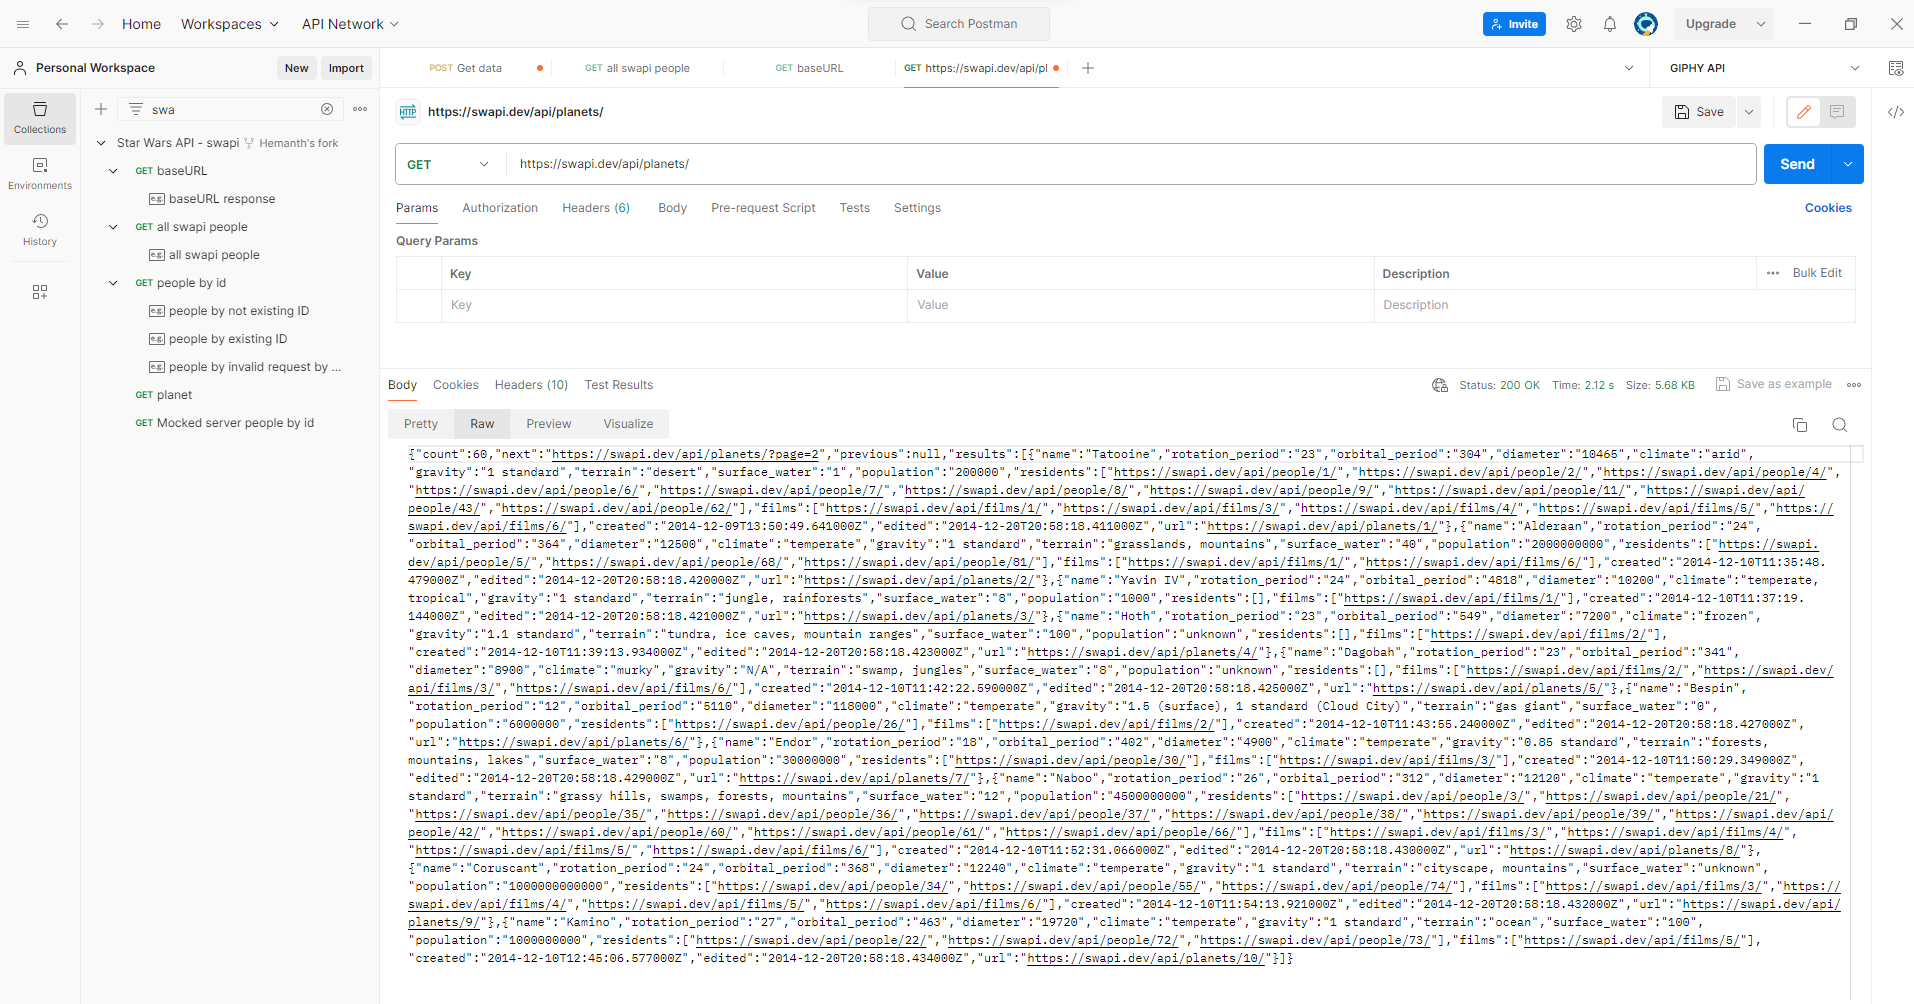 Home
Workspaces
API Network
Search Postman
Invite
Upgrade
Personal Workspace
New
Import
POST Get data
GET all swapi people
GET baseURL
GET https://swapi.dev/api/pl
GIPHY API
Collections
Environments
History
swa
Star Wars API - swapi Hemanth's fork
GET baseURL
e.g. baseURL response
GET all swapi people
e.g. all swapi people
GET people by id
e.g. people by not existing ID
e.g. people by existing ID
e.g. people by invalid request by ...
GET planet
GET Mocked server people by id
HTTP https://swapi.dev/api/planets/
Save
GET https://swapi.dev/api/planets/
Send
Params Authorization Headers (6) Body Pre-request Script Tests Settings
Cookies
Query Params
Key Value Description
Bulk Edit
Key Value Description
Body Cookies Headers (10) Test Results
Status: 200 OK Time: 2.12 s Size: 5.68 KB
Save as example
Pretty Raw Preview Visualize
{"count":60,"next":"https://swapi.dev/api/planets/?page=2","previous":null,"results":[{"name":"Tatooine","rotation_period":"23","orbital_period":"304","diameter":"10465","climate":"arid",
"gravity":"1 standard","terrain":"desert","surface_water":"1","population":"200000","residents":["https://swapi.dev/api/people/1/","https://swapi.dev/api/people/2/","https://swapi.dev/api/people/4/",
"https://swapi.dev/api/people/6/","https://swapi.dev/api/people/7/","https://swapi.dev/api/people/8/","https://swapi.dev/api/people/9/","https://swapi.dev/api/people/11/","https://swapi.dev/api/
people/43/","https://swapi.dev/api/people/62/"],"films":["https://swapi.dev/api/films/1/","https://swapi.dev/api/films/3/","https://swapi.dev/api/films/4/","https://swapi.dev/api/films/5/","https://
swapi.dev/api/films/6/"],"created":"2014-12-09T13:50:49.641000Z","edited":"2014-12-20T20:58:18.411000Z","url":"https://swapi.dev/api/planets/1/"},{"name":"Alderaan","rotation_period":"24",
"orbital_period":"364","diameter":"12500","climate":"temperate","gravity":"1 standard","terrain":"grasslands, mountains","surface_water":"40","population":"2000000000","residents":["https://swapi.
dev/api/people/5/","https://swapi.dev/api/people/68/","https://swapi.dev/api/people/81/"],"films":["https://swapi.dev/api/films/1/","https://swapi.dev/api/films/6/"],"created":"2014-12-10T11:35:48.
479000Z","edited":"2014-12-20T20:58:18.420000Z","url":"https://swapi.dev/api/planets/2/"},{"name":"Yavin IV","rotation_period":"24","orbital_period":"4818","diameter":"10200","climate":"temperate,
tropical","gravity":"1 standard","terrain":"jungle, rainforests","surface_water":"8","population":"1000","residents":[],"films":["https://swapi.dev/api/films/1/"],"created":"2014-12-10T11:37:19.
144000Z","edited":"2014-12-20T20:58:18.421000Z","url":"https://swapi.dev/api/planets/3/"},{"name":"Hoth","rotation_period":"23","orbital_period":"549","diameter":"7200","climate":"frozen",
"gravity":"1.1 standard","terrain":"tundra, ice caves, mountain ranges","surface_water":"100","population":"unknown","residents":[],"films":["https://swapi.dev/api/films/2/"],
"created":"2014-12-10T11:39:13.934000Z","edited":"2014-12-20T20:58:18.423000Z","url":"https://swapi.dev/api/planets/4/"},{"name":"Dagobah","rotation_period":"23","orbital_period":"341",
"diameter":"8900","climate":"murky","gravity":"N/A","terrain":"swamp, jungles","surface_water":"8","population":"unknown","residents":[],"films":["https://swapi.dev/api/films/2/","https://swapi.dev/
api/films/3/","https://swapi.dev/api/films/6/"],"created":"2014-12-10T11:42:22.590000Z","edited":"2014-12-20T20:58:18.425000Z","url":"https://swapi.dev/api/planets/5/"},{"name":"Bespin",
"rotation_period":"12","orbital_period":"5110","diameter":"118000","climate":"temperate","gravity":"1.5 (surface), 1 standard (Cloud City)","terrain":"gas giant","surface_water":"0",
"population":"6000000","residents":["https://swapi.dev/api/people/26/"],"films":["https://swapi.dev/api/films/2/"],"created":"2014-12-10T11:43:55.240000Z","edited":"2014-12-20T20:58:18.427000Z",
"url":"https://swapi.dev/api/planets/6/"},{"name":"Endor","rotation_period":"18","orbital_period":"402","diameter":"4900","climate":"temperate","gravity":"0.85 standard","terrain":"forests,
mountains, lakes","surface_water":"8","population":"30000000","residents":["https://swapi.dev/api/people/30/"],"films":["https://swapi.dev/api/films/3/"],"created":"2014-12-10T11:50:29.349000Z",
"edited":"2014-12-20T20:58:18.429000Z","url":"https://swapi.dev/api/planets/7/"},{"name":"Naboo","rotation_period":"26","orbital_period":"312","diameter":"12120","climate":"temperate","gravity":"1
standard","terrain":"grassy hills, swamps, forests, mountains","surface_water":"12","population":"4500000000","residents":["https://swapi.dev/api/people/3/","https://swapi.dev/api/people/21/",
"https://swapi.dev/api/people/35/","https://swapi.dev/api/people/36/","https://swapi.dev/api/people/37/","https://swapi.dev/api/people/38/","https://swapi.dev/api/people/39/","https://swapi.dev/api/
people/42/","https://swapi.dev/api/people/60/","https://swapi.dev/api/people/61/","https://swapi.dev/api/people/66/"],"films":["https://swapi.dev/api/films/3/","https://swapi.dev/api/films/4/",
"https://swapi.dev/api/films/5/","https://swapi.dev/api/films/6/"],"created":"2014-12-10T11:52:31.066000Z","edited":"2014-12-20T20:58:18.430000Z","url":"https://swapi.dev/api/planets/8/"},
{"name":"Coruscant","rotation_period":"24","orbital_period":"368","diameter":"12240","climate":"temperate","gravity":"1 standard","terrain":"cityscape, mountains","surface_water":"unknown",
"population":"1000000000000","residents":["https://swapi.dev/api/people/34/","https://swapi.dev/api/people/55/","https://swapi.dev/api/people/74/"],"films":["https://swapi.dev/api/films/3/","https://
swapi.dev/api/films/4/","https://swapi.dev/api/films/5/","https://swapi.dev/api/films/6/"],"created":"2014-12-10T11:54:13.921000Z","edited":"2014-12-20T20:58:18.432000Z","url":"https://swapi.dev/api/
planets/9/"},{"name":"Kamino","rotation_period":"27","orbital_period":"463","diameter":"19720","climate":"temperate","gravity":"1 standard","terrain":"ocean","surface_water":"100",
"population":"1000000000","residents":["https://swapi.dev/api/people/22/","https://swapi.dev/api/people/72/","https://swapi.dev/api/people/73/"],"films":["https://swapi.dev/api/films/5/"],
"created":"2014-12-10T12:45:06.577000Z","edited":"2014-12-20T20:58:18.434000Z","url":"https://swapi.dev/api/planets/10/"}]}